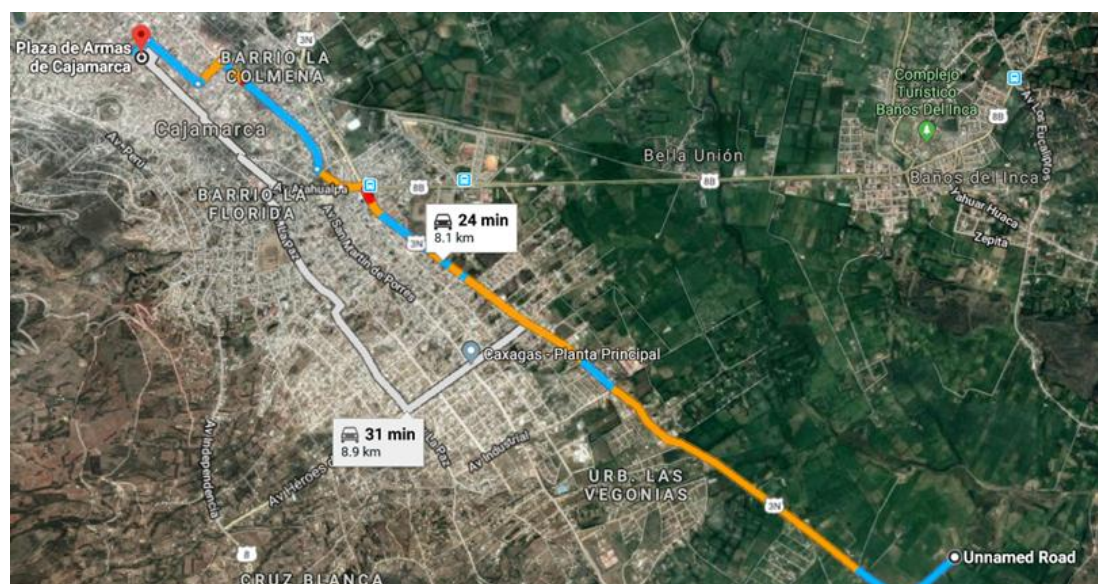 3N
Plaza de Armas
de Cajamarca
BARRIO LA
COLMENA
Complejo
Turístico
Baños Del Inca
8B
Av Los Eucaliptos
Av. Perú
Cajamarca
Bella Unión
Av. Atahualpa
8B
8B
Baños del Inca
BARRIO LA
FLORIDA
Yahuar Huaca
Zepita
La Paz
Av San Martin de Porres
24 min
8.1 km
3N
Caxagas - Planta Principal
31 min
8.9 km
La Paz
Av Industrial
Av Independencia
Av Héroes d
URB. LAS
VEGONIAS
3N
8
Unnamed Road
CRUZ BLANCA